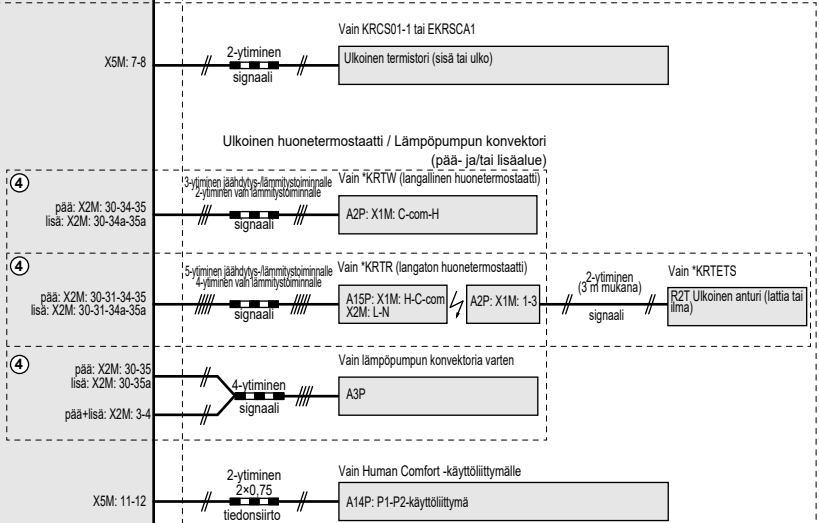 Vain KRCS01-1 tai EKRSCA1
X5M: 7-8
2-ytiminen
signaali
Ulkoinen termistori (sisä tai ulko)
Ulkoinen huonetermostaatti / Lämpöpumpun konvektori
(pää- ja/tai lisäalue)
4
pää: X2M: 30-34-35
lisä: X2M: 30-34a-35a
3-ytiminen jäähdytys-/lämmitystoiminnalle
2-ytiminen vain lämmitystoiminnalle
signaali
Vain *KRTW (langallinen huonetermostaatti)
A2P: X1M: C-com-H
4
pää: X2M: 30-31-34-35
lisä: X2M: 30-31-34a-35a
5-ytiminen jäähdytys-/lämmitystoiminnalle
4-ytiminen vain lämmitystoiminnalle
signaali
Vain *KRTR (langaton huonetermostaatti)
A15P: X1M: H-C-com
X2M: L-N
A2P: X1M: 1-3
2-ytiminen
(3 m mukana)
signaali
Vain *KRTETS
R2T Ulkoinen anturi (lattia tai
ilma)
4
pää: X2M: 30-35
lisä: X2M: 30-35a
pää+lisä: X2M: 3-4
4-ytiminen
signaali
Vain lämpöpumpun konvektoria varten
A3P
X5M: 11-12
2-ytiminen
2×0,75
tiedonsiirto
Vain Human Comfort -käyttöliittymälle
A14P: P1-P2-käyttöliittymä